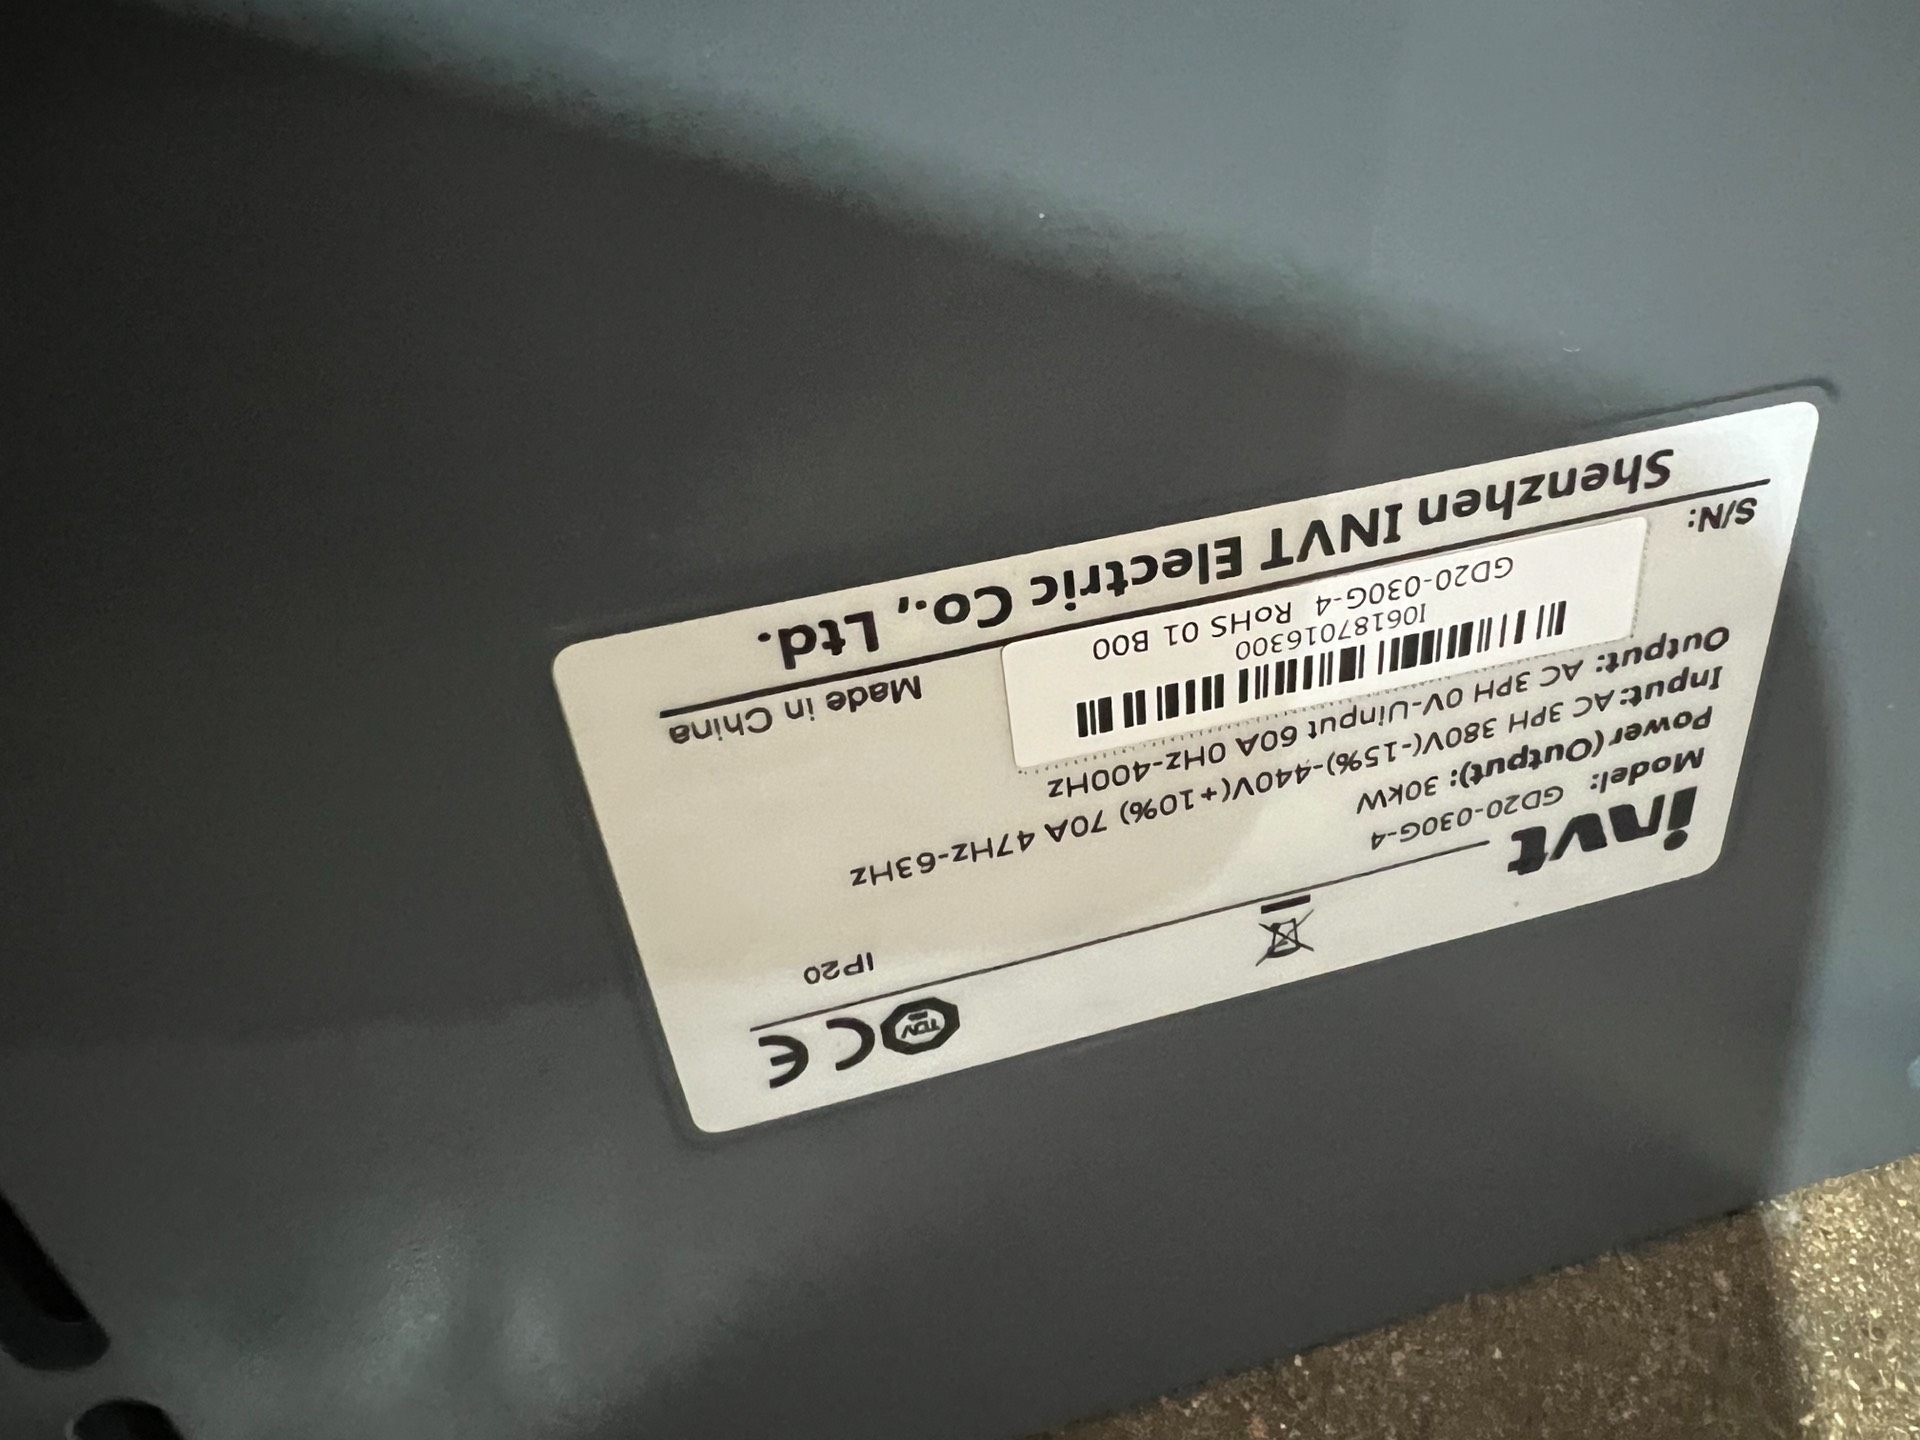 invt
TÜV
CE
Model: GD20-030G-4
IP20
Power(Output): 30kW
Input: AC 3PH 380V(-15%)-440V(+10%) 70A 47Hz-63Hz
Output: AC 3PH 0V-Uinput 60A 0Hz-400Hz
I06187016300
GD20-030G-4 RoHS 01 B00
S/N:
Made in China
Shenzhen INVT Electric Co., Ltd.